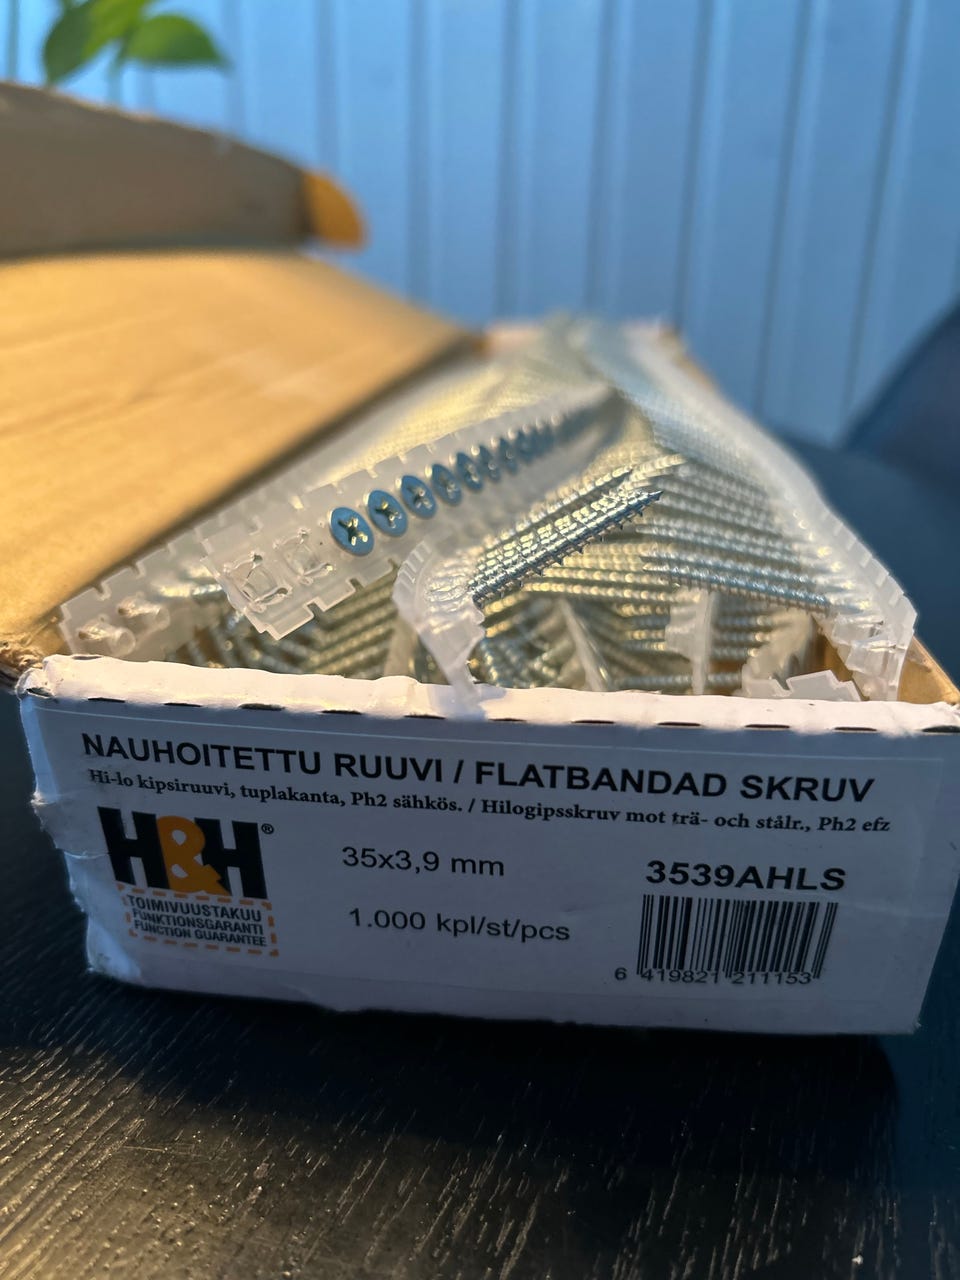 NAUHOITETTU RUUVI / FLATBANDAD SKRUV
Hi-lo kipsiruuvi, tuplakanta, Ph2 sähkös. / Hilogipsskruv mot trä- och stålr., Ph2 efz
H&H®
TOIMIVUUSTAKUU
FUNKTIONSGARANTI
FUNCTION GUARANTEE
35x3,9 mm
1.000 kpl/st/pcs
3539AHLS
6 419821 211153